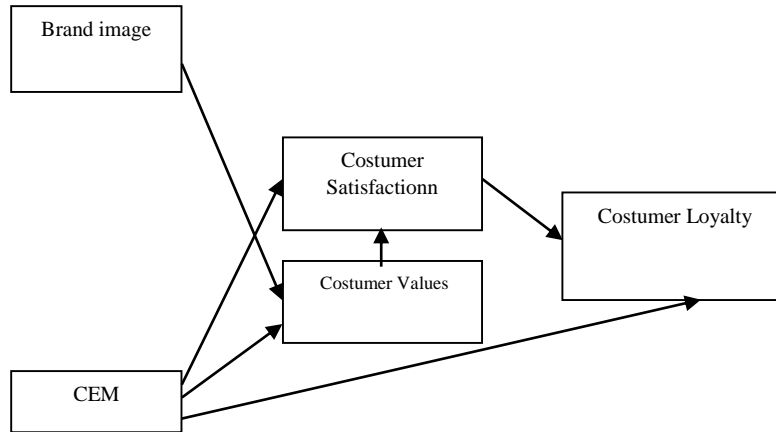 Brand image
Costumer
Satisfactionn
Costumer Loyalty
Costumer Values
CEM